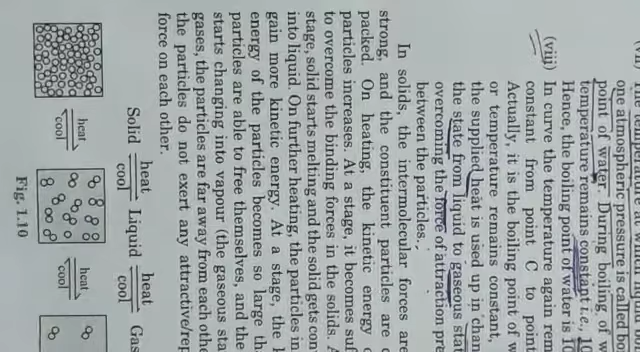 The temperature at which
one atmospheric pressure is called bo
point of water. During boiling, of w
temperature remains constant i.e.,
Hence, the boiling point of water is 10
(viii) In curve the temperature again rem
constant from point C to poin
Actually, it is the boiling point of w
or temperature remains constant,
the supplied heat is used up in chan
the state from liquid to gaseous sta
overcoming the force of attraction pre
between the particles.
In solids, the intermolecular forces are
strong, and the constituent particles are c
packed. On heating, the kinetic energy o
particles increases. At a stage, it becomes suf
to overcome the binding forces in the solids. A
stage, solid starts melting and the solid gets con
into liquid. On further heating, the particles in
gain more kinetic energy. At a stage, the k
energy of the particles becomes so large tha
particles are able to free themselves, and the
starts changing into vapour (the gaseous sta
gases, the particles are far away from each othe
the particles do not exert any attractive/rep
force on each other.
Solid heat cool Liquid heat cool Gas
heat cool heat cool
Fig. 1.10